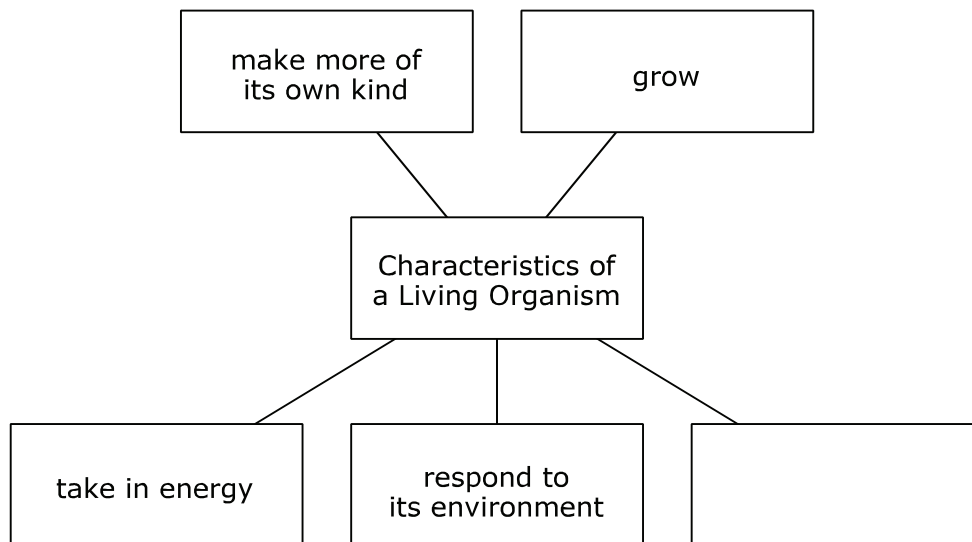 make more of
its own kind
grow
Characteristics of
a Living Organism
take in energy
respond to
its environment